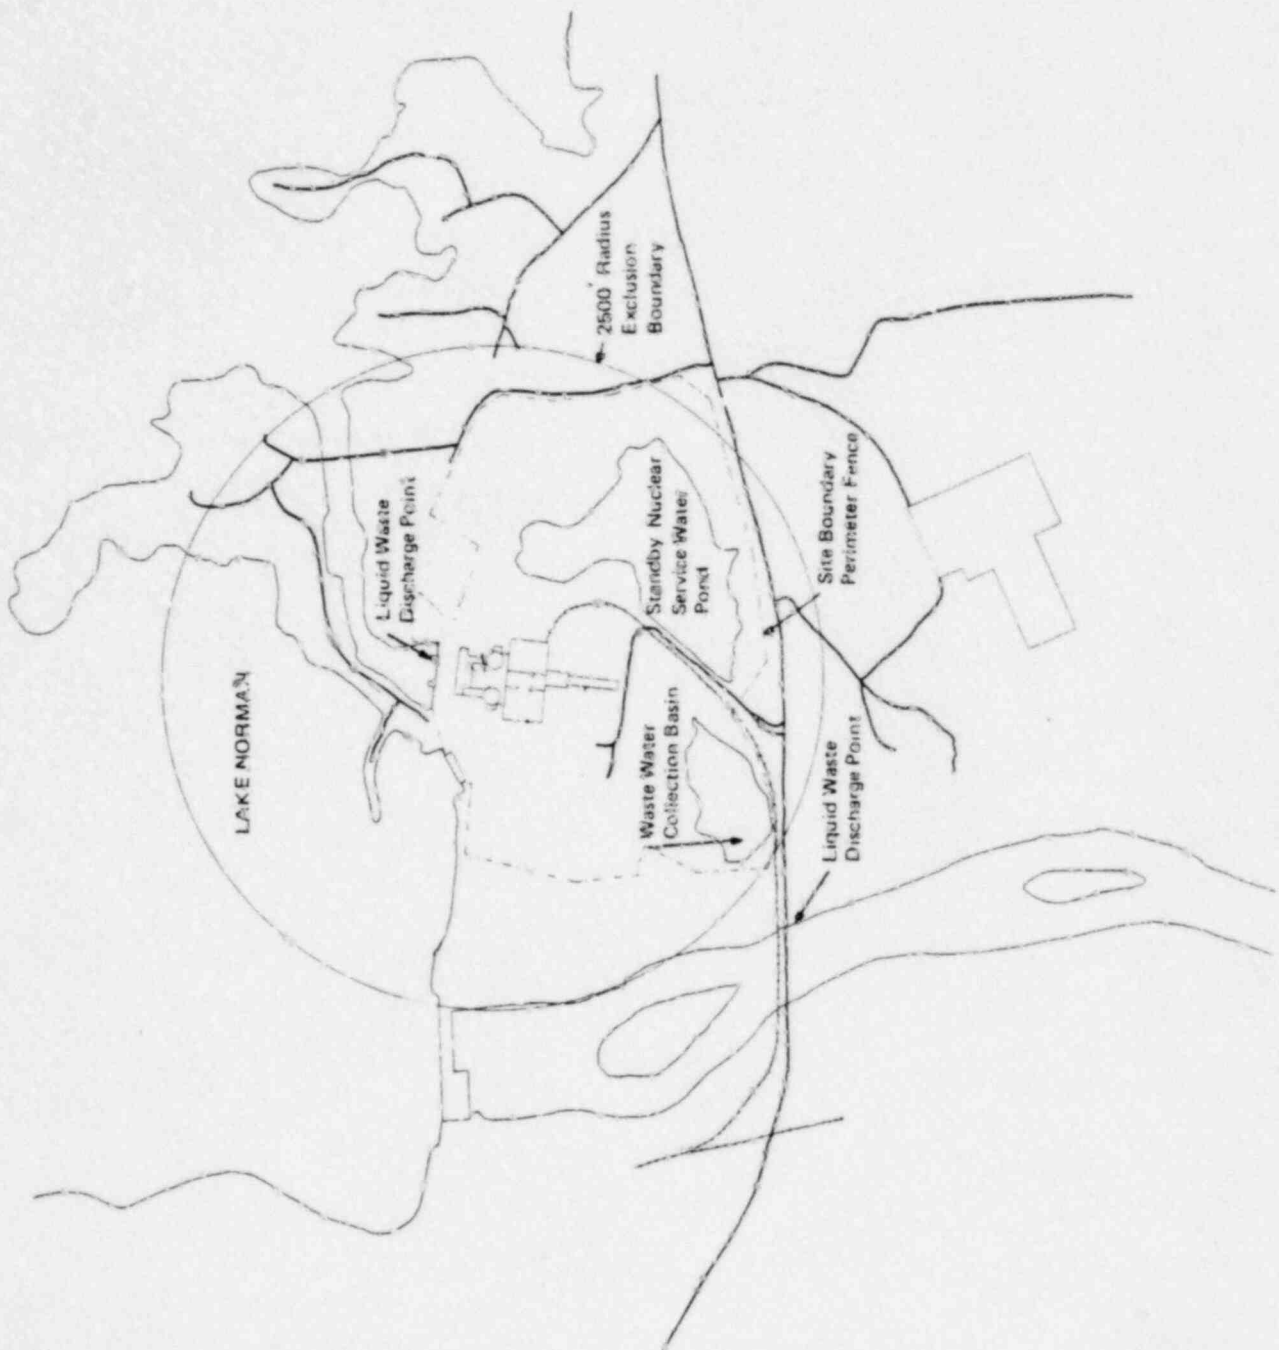 LAKE NORMAN
Liquid Waste
Discharge Point
2500' Radius
Exclusion
Boundary
Standby Nuclear
Service Water
Pond
Waste Water
Collection Basin
Site Boundary
Perimeter Fence
Liquid Waste
Discharge Point